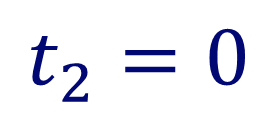 t₂ = 0